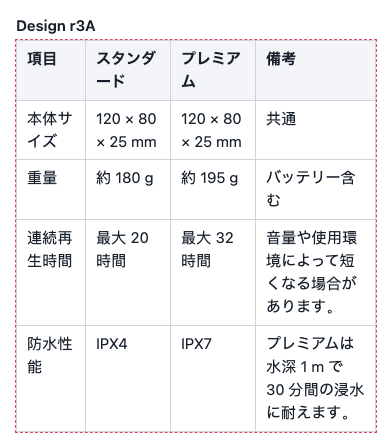 Design r3A
項目
スタンダ
ード
プレミア
ム
備考
本体サ
イズ
120 × 80
× 25 mm
120 × 80
× 25 mm
共通
重量
約 180 g
約 195 g
バッテリー含
む
連続再
生時間
最大 20
時間
最大 32
時間
音量や使用環
境によって短
くなる場合が
あります。
防水性
能
IPX4
IPX7
プレミアムは
水深 1 m で
30 分間の浸水
に耐えます。